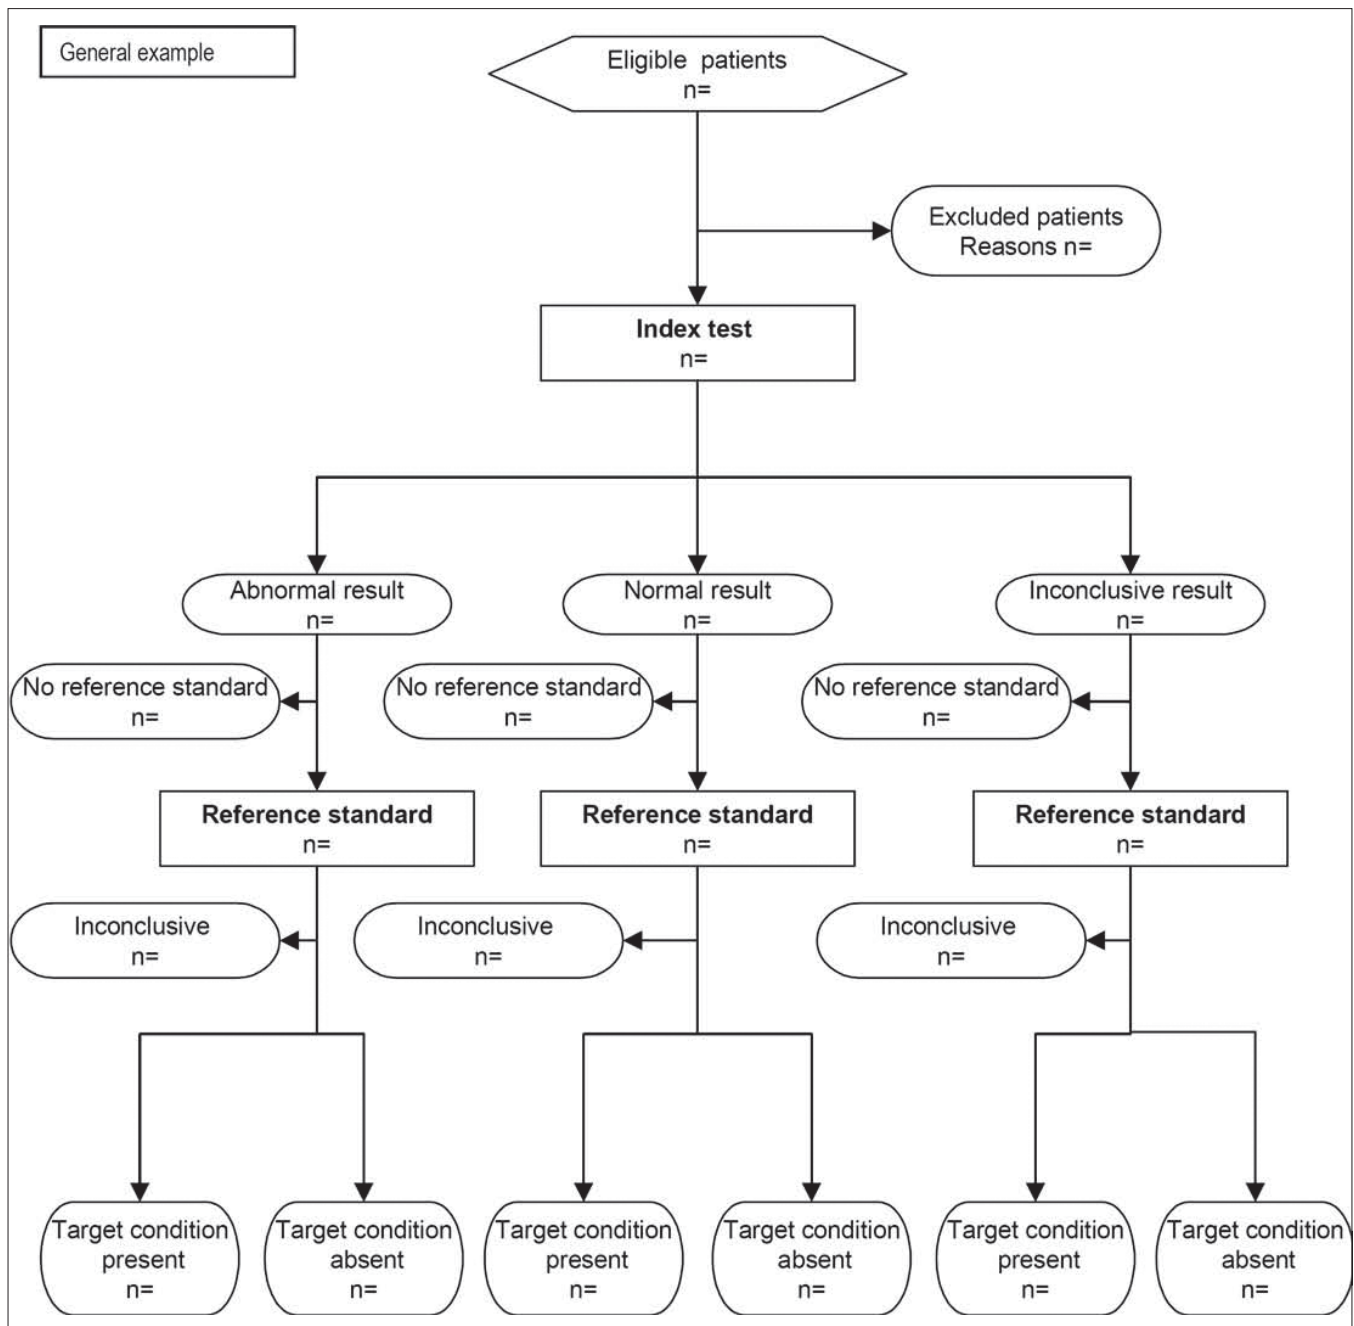 General example
Eligible patients
n=
Excluded patients
Reasons n=
Index test
n=
Abnormal result
n=
Normal result
n=
Inconclusive result
n=
No reference standard
n=
No reference standard
n=
No reference standard
n=
Reference standard
n=
Reference standard
n=
Reference standard
n=
Inconclusive
n=
Inconclusive
n=
Inconclusive
n=
Target condition
present
n=
Target condition
absent
n=
Target condition
present
n=
Target condition
absent
n=
Target condition
present
n=
Target condition
absent
n=